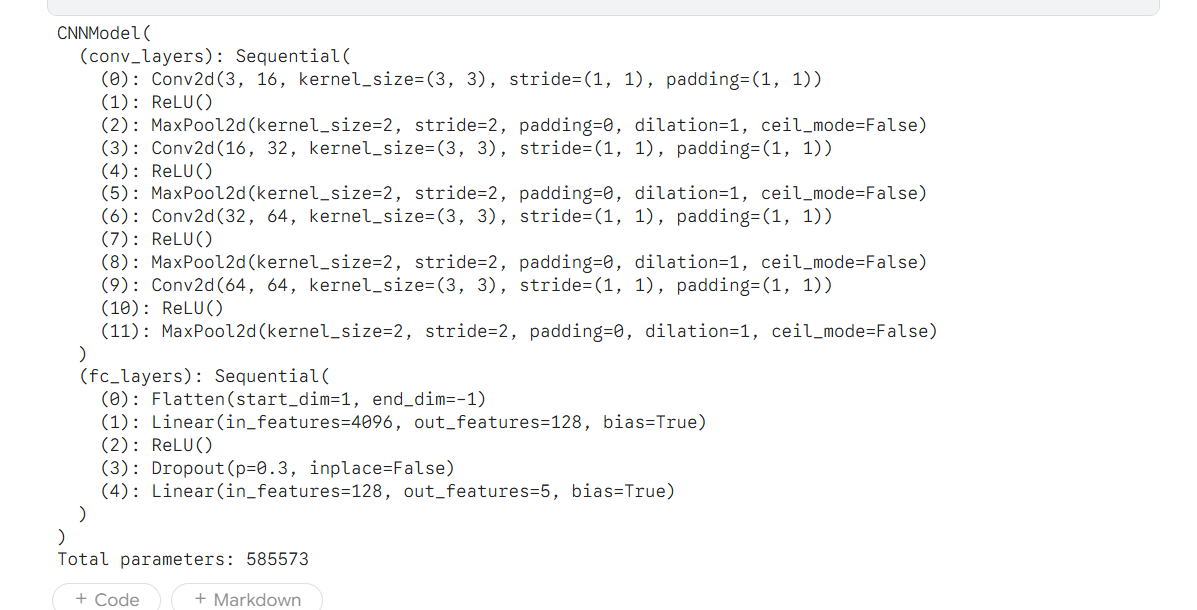 CNNModel(
  (conv_layers): Sequential(
    (0): Conv2d(3, 16, kernel_size=(3, 3), stride=(1, 1), padding=(1, 1))
    (1): ReLU()
    (2): MaxPool2d(kernel_size=2, stride=2, padding=0, dilation=1, ceil_mode=False)
    (3): Conv2d(16, 32, kernel_size=(3, 3), stride=(1, 1), padding=(1, 1))
    (4): ReLU()
    (5): MaxPool2d(kernel_size=2, stride=2, padding=0, dilation=1, ceil_mode=False)
    (6): Conv2d(32, 64, kernel_size=(3, 3), stride=(1, 1), padding=(1, 1))
    (7): ReLU()
    (8): MaxPool2d(kernel_size=2, stride=2, padding=0, dilation=1, ceil_mode=False)
    (9): Conv2d(64, 64, kernel_size=(3, 3), stride=(1, 1), padding=(1, 1))
    (10): ReLU()
    (11): MaxPool2d(kernel_size=2, stride=2, padding=0, dilation=1, ceil_mode=False)
  )
  (fc_layers): Sequential(
    (0): Flatten(start_dim=1, end_dim=-1)
    (1): Linear(in_features=4096, out_features=128, bias=True)
    (2): ReLU()
    (3): Dropout(p=0.3, inplace=False)
    (4): Linear(in_features=128, out_features=5, bias=True)
  )
)
Total parameters: 585573
+ Code + Markdown